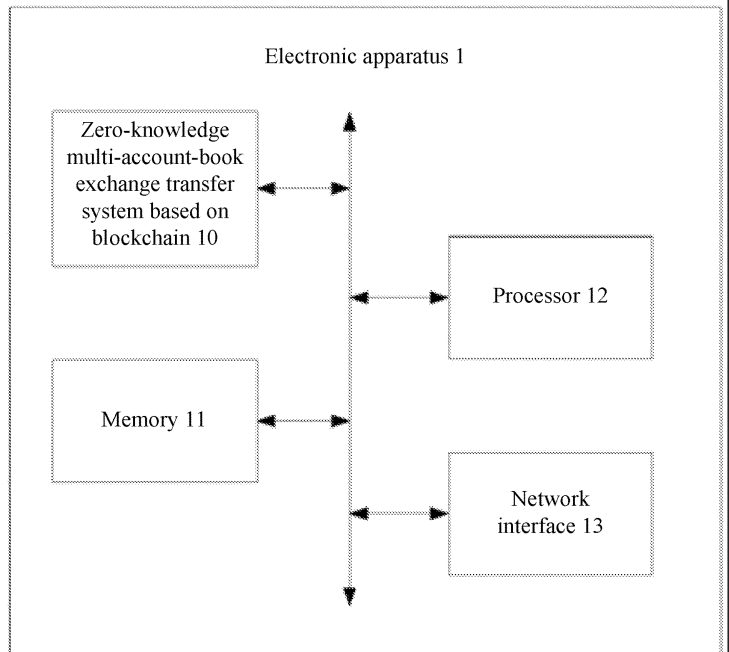 Electronic apparatus 1
Zero-knowledge
multi-account-book
exchange transfer
system based on
blockchain 10
Processor 12
Memory 11
Network
interface 13